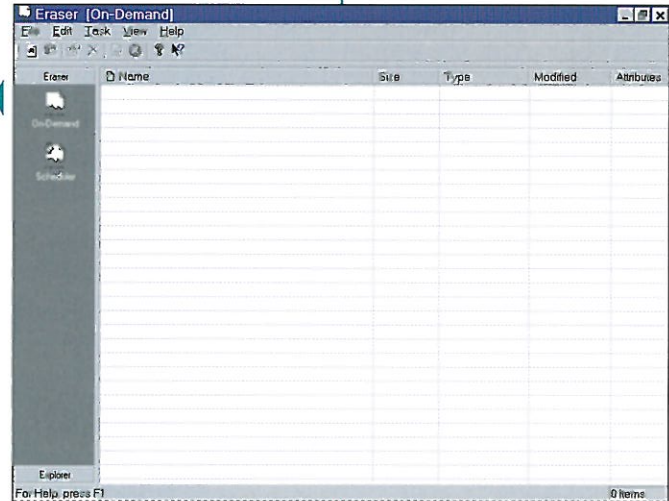 Eraser [On-Demand]
File Edit Task View Help
Eraser Name Size Type Modified Attributes
On-Demand
Scheduler
Explorer
For Help, press F1 0 Items